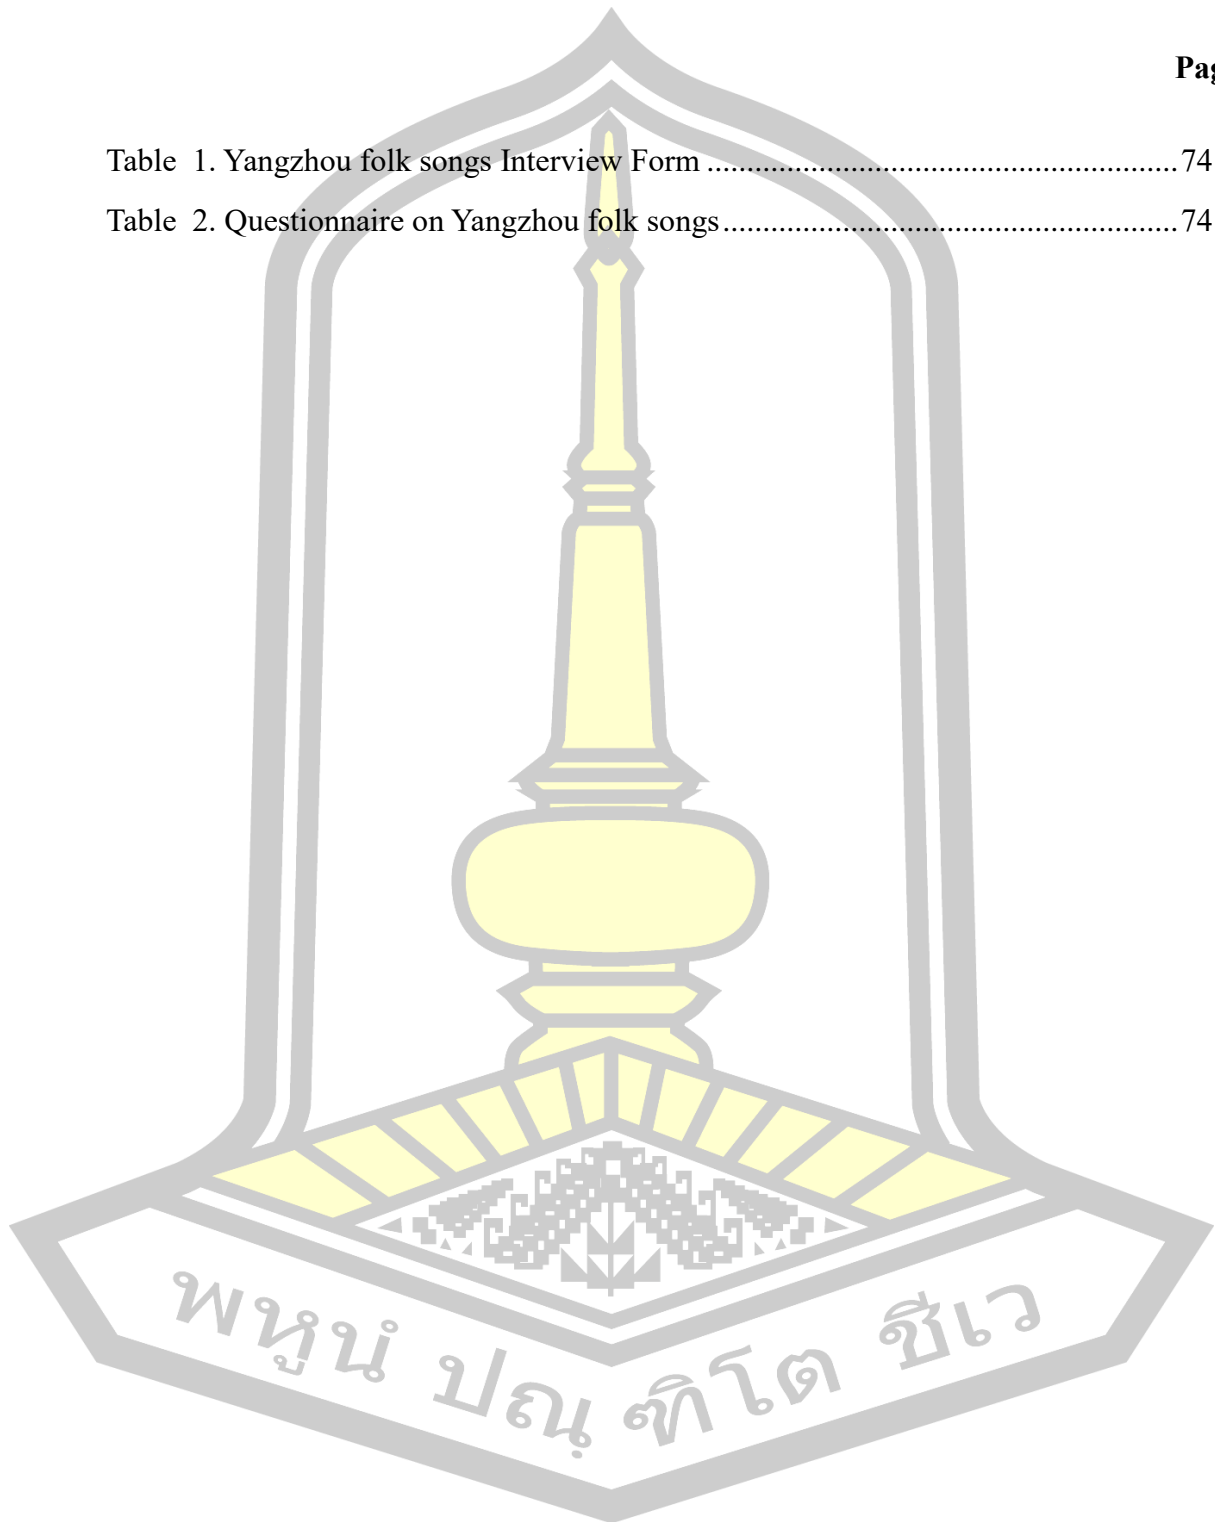 Pag
Table 1. Yangzhou folk songs Interview Form ........................................................... 74
Table 2. Questionnaire on Yangzhou folk songs......................................................... 74
พหูนํ ปณฺ ฑิโต ชีเว